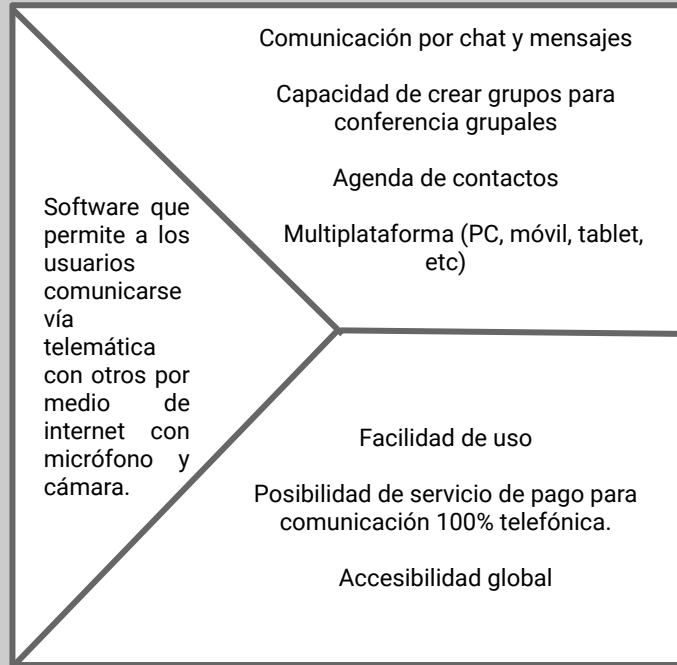 Comunicación por chat y mensajes
Capacidad de crear grupos para
conferencia grupales
Agenda de contactos
Multiplataforma (PC, móvil, tablet,
etc)
Software que
permite a los
usuarios
comunicarse
vía
telemática
con otros por
medio de
internet con
micrófono y
cámara.
Facilidad de uso
Posibilidad de servicio de pago para
comunicación 100% telefónica.
Accesibilidad global